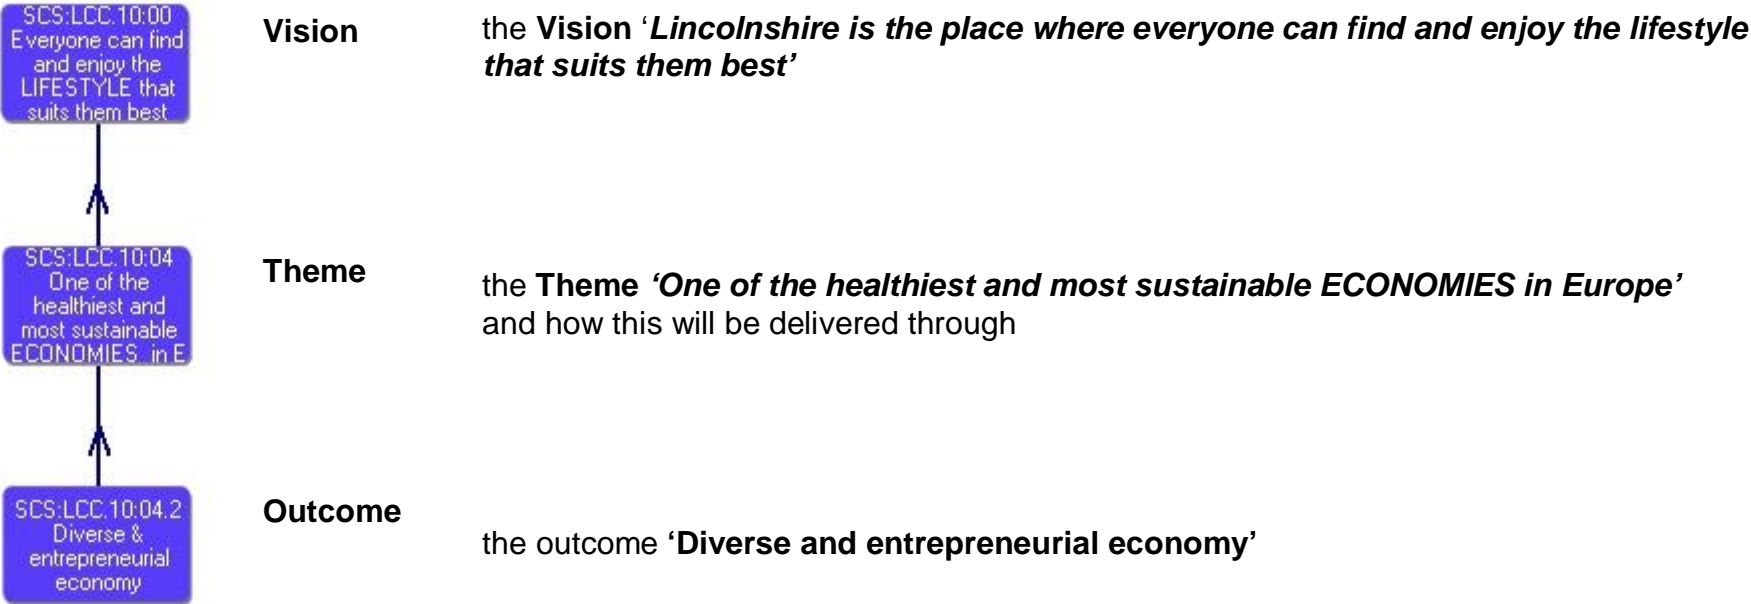 SCS:LCC.10:00
Everyone can find
and enjoy the
LIFESTYLE that
suits them best
Vision
the Vision ‘Lincolnshire is the place where everyone can find and enjoy the lifestyle
that suits them best’
SCS:LCC.10:04
One of the
healthiest and
most sustainable
ECONOMIES in E
Theme
the Theme ‘One of the healthiest and most sustainable ECONOMIES in Europe’
and how this will be delivered through
SCS:LCC.10:04.2
Diverse &
entrepreneurial
economy
Outcome
the outcome ‘Diverse and entrepreneurial economy’